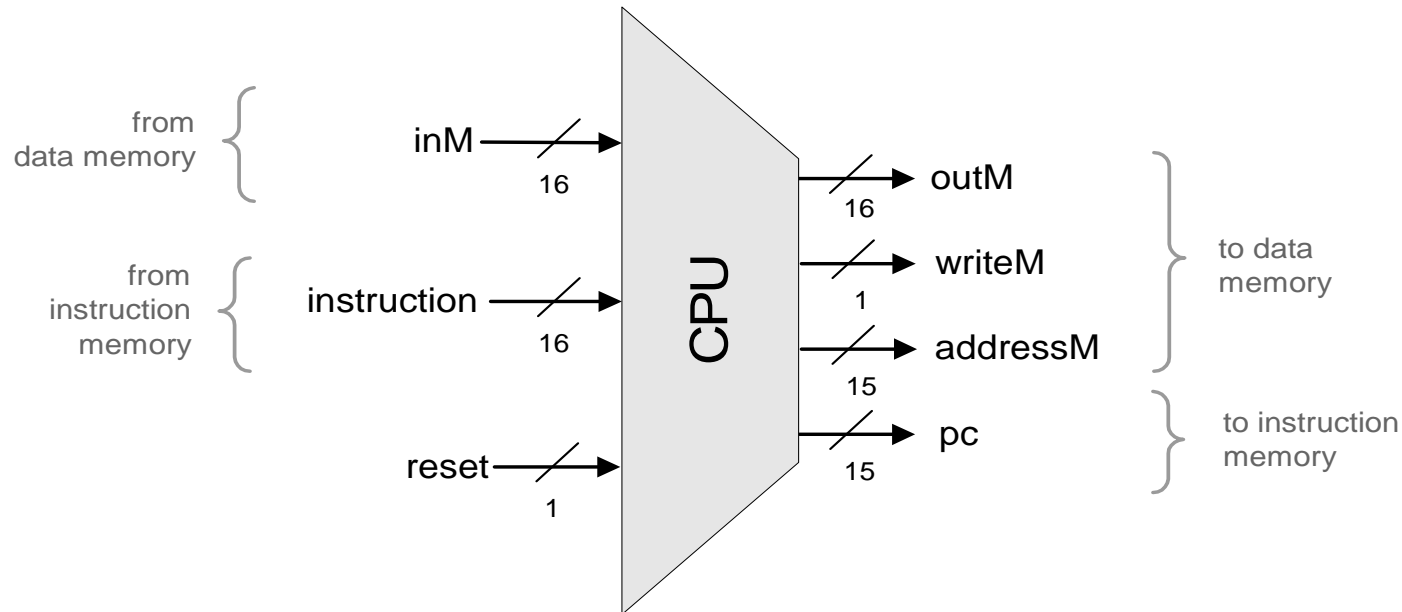 from
data memory
inM
16
from
instruction
memory
instruction
16
reset
1
CPU
outM
16
writeM
1
addressM
15
pc
15
to data
memory
to instruction
memory